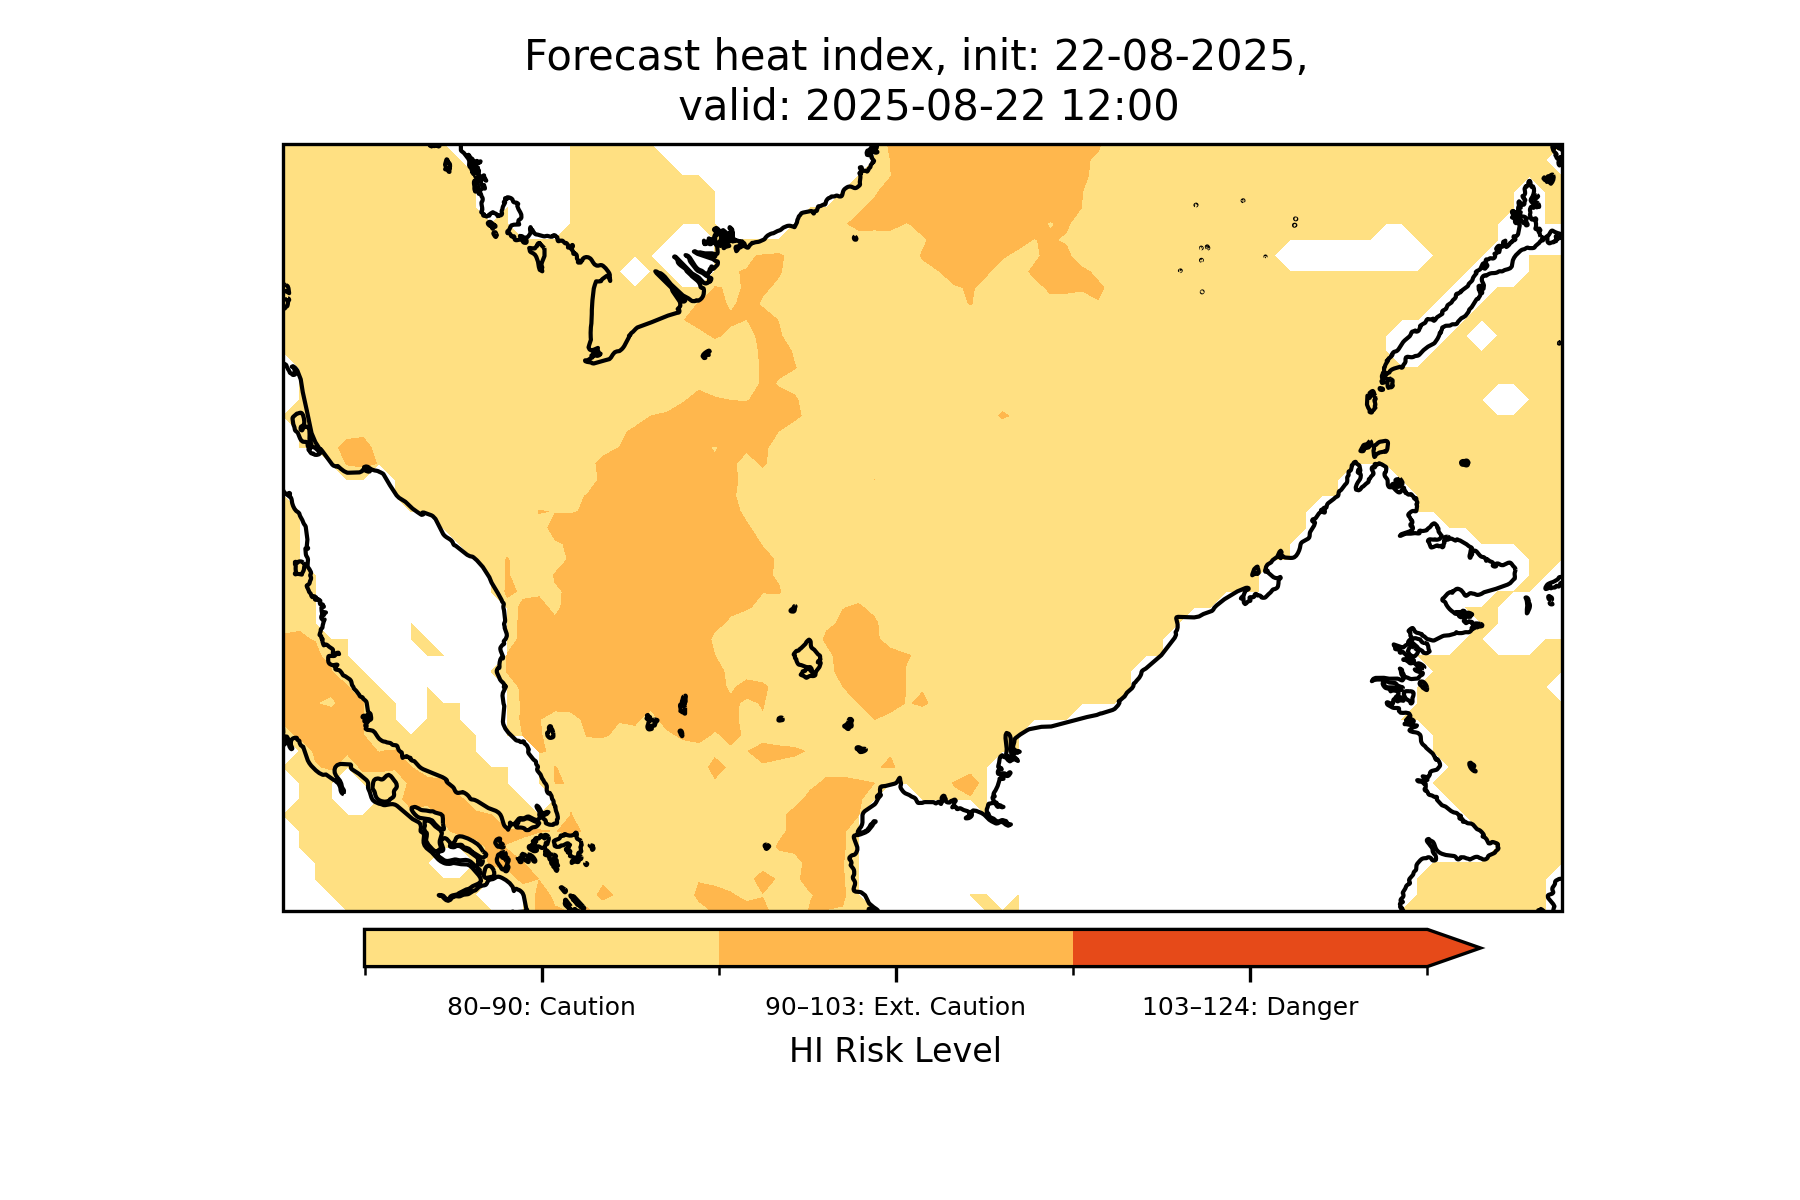 Forecast heat index, init: 22-08-2025,
valid: 2025-08-22 12:00
80–90: Caution
90–103: Ext. Caution
103–124: Danger
HI Risk Level